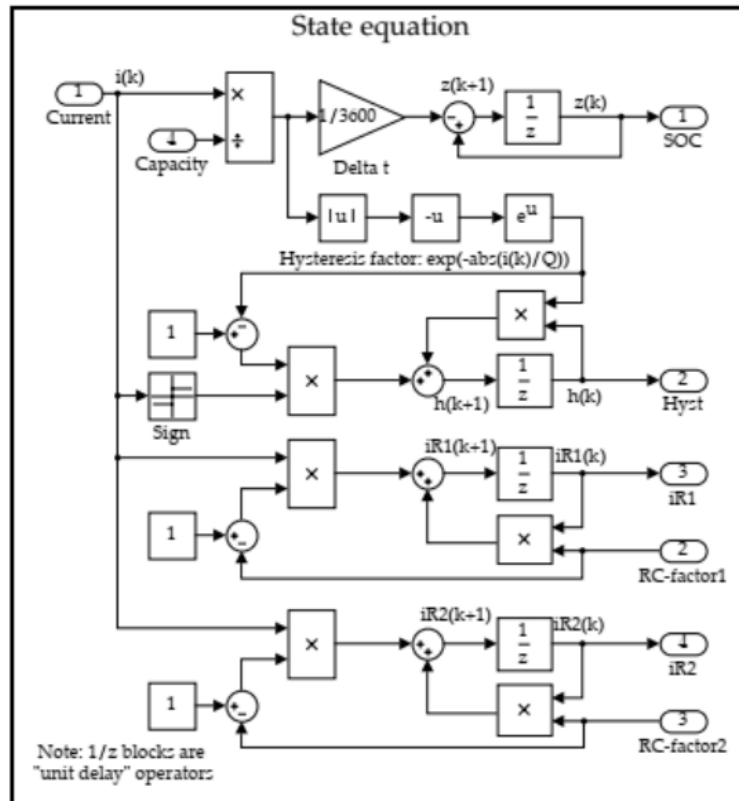 State equation
1
i(k)
Current
×
÷
Capacity
1/3600
Delta t
z(k+1)
1
z
z(k)
1
SOC
|u|
-u
e^u
Hysteresis factor: exp(-abs(i(k)/Q))
1
×
×
h(k+1)
1
z
h(k)
2
Hyst
Sign
×
iR1(k+1)
1
z
iR1(k)
3
iR1
1
×
2
RC-factor1
×
iR2(k+1)
1
z
iR2(k)
iR2
1
×
3
RC-factor2
Note: 1/z blocks are
"unit delay" operators